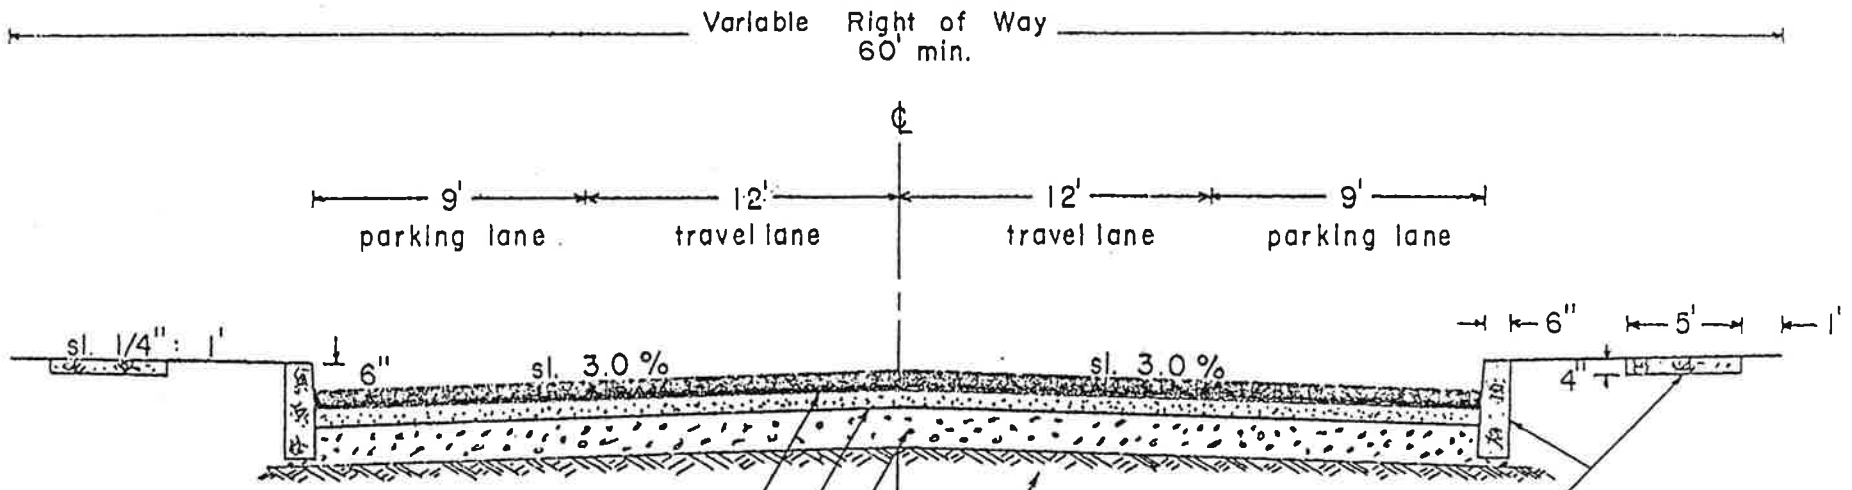 Variable Right of Way
60' min.
℄
9' 12' 12' 9'
parking lane travel lane travel lane parking lane
sl. 1/4" : 1' 6" 5' 1'
6" sl. 3.0 % sl. 3.0 % 4"